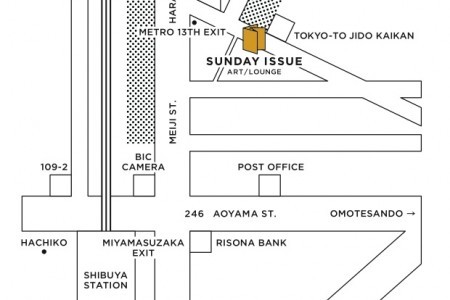 HARA
METRO 13TH EXIT
TOKYO-TO JIDO KAIKAN
SUNDAY ISSUE
ART/LOUNGE
MEIJI ST.
109-2
BIC
CAMERA
POST OFFICE
246 AOYAMA ST.
OMOTESANDO →
HACHIKO
MIYAMASUZAKA
EXIT
RISONA BANK
SHIBUYA
STATION